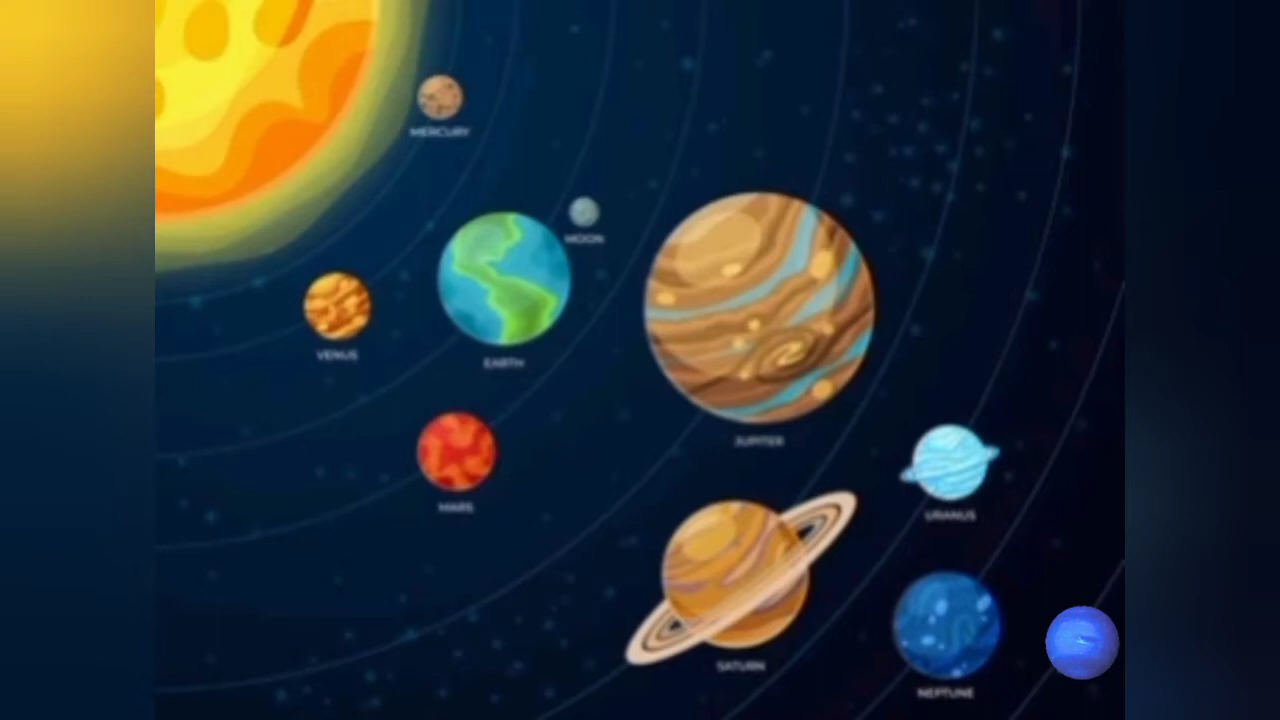 MERCURY
MOON
VENUS
EARTH
JUPITER
MARS
URANUS
SATURN
NEPTUNE